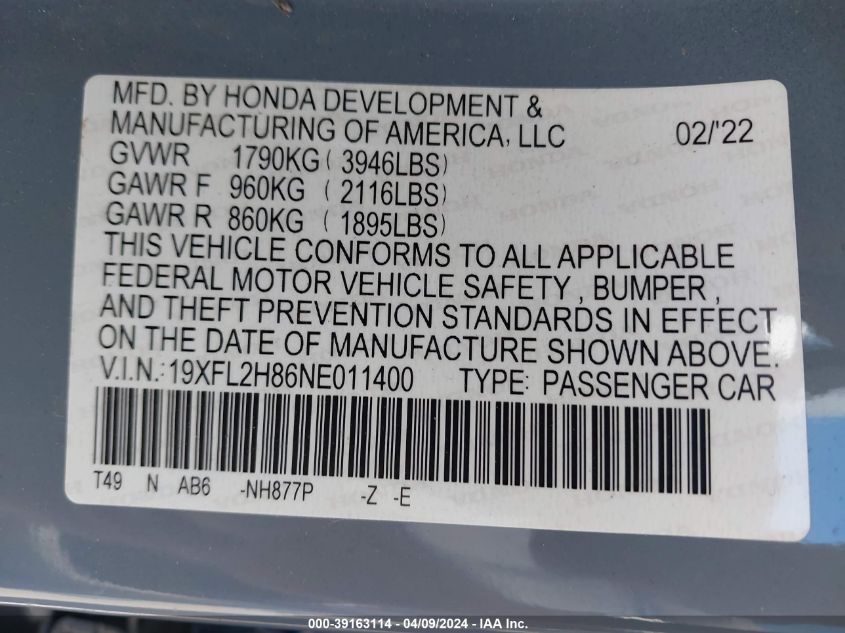 MFD. BY HONDA DEVELOPMENT &
MANUFACTURING OF AMERICA, LLC 02/'22
GVWR 1790KG ( 3946LBS)
GAWR F 960KG ( 2116LBS)
GAWR R 860KG ( 1895LBS)
THIS VEHICLE CONFORMS TO ALL APPLICABLE
FEDERAL MOTOR VEHICLE SAFETY , BUMPER ,
AND THEFT PREVENTION STANDARDS IN EFFECT
ON THE DATE OF MANUFACTURE SHOWN ABOVE.
V.I.N.: 19XFL2H86NE011400 TYPE: PASSENGER CAR
T49 N AB6 -NH877P -Z -E
000-39163114 - 04/09/2024 - IAA Inc.